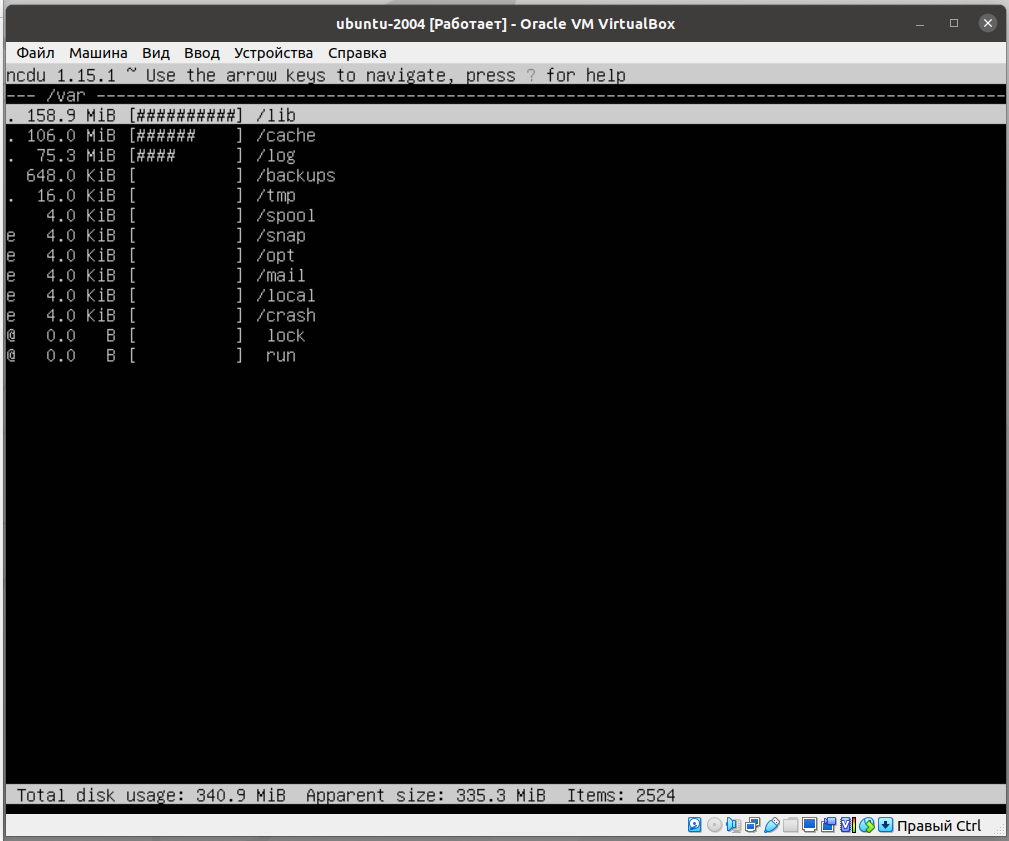 ubuntu-2004 [Работает] - Oracle VM VirtualBox
Файл Машина Вид Ввод Устройства Справка
ncdu 1.15.1 ~ Use the arrow keys to navigate, press ? for help
--- /var ----------------------------------------------------------------------------------------
. 158.9 MiB [##########] /lib
. 106.0 MiB [######    ] /cache
.  75.3 MiB [####      ] /log
  648.0 KiB [          ] /backups
.  16.0 KiB [          ] /tmp
    4.0 KiB [          ] /spool
e   4.0 KiB [          ] /snap
e   4.0 KiB [          ] /opt
e   4.0 KiB [          ] /mail
e   4.0 KiB [          ] /local
e   4.0 KiB [          ] /crash
@   0.0   B [          ]  lock
@   0.0   B [          ]  run
Total disk usage: 340.9 MiB  Apparent size: 335.3 MiB  Items: 2524
Правый Ctrl